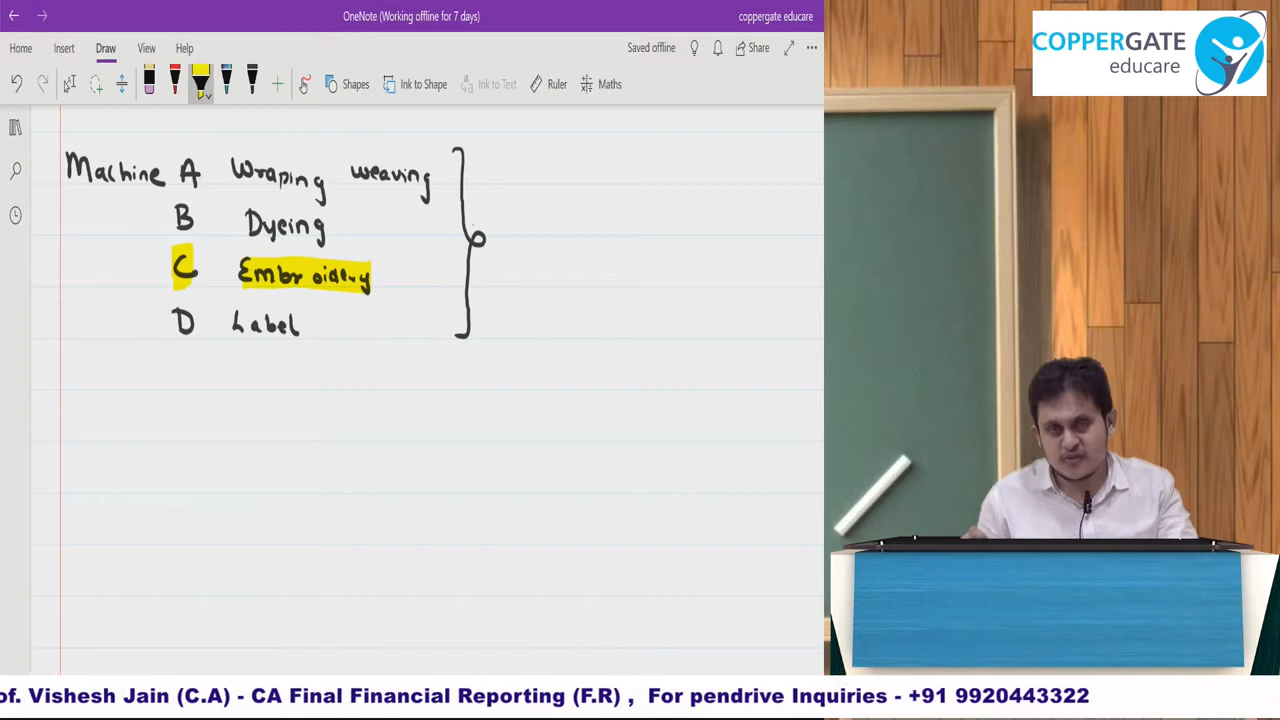 OneNote (Working offline for 7 days)
coppergate educare
Home Insert Draw View Help
Saved offline
Share
Shapes
Ink to Shape
Ink to Text
Ruler
Maths
COPPERGATE
educare
Machine A Wraping weaving
B Dyeing
C Embroidery
D Label
of. Vishesh Jain (C.A) - CA Final Financial Reporting (F.R) , For pendrive Inquiries - +91 9920443322